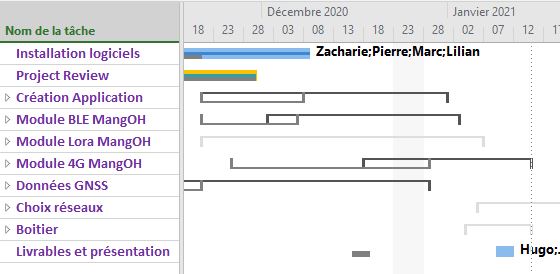 Décembre 2020 Janvier 2021
Nom de la tâche 18 23 28 03 08 13 18 23 28 02 07 12
Installation logiciels Zacharie;Pierre;Marc;Lilian
Project Review
Création Application
Module BLE MangOH
Module Lora MangOH
Module 4G MangOH
Données GNSS
Choix réseaux
Boitier
Livrables et présentation Hugo;